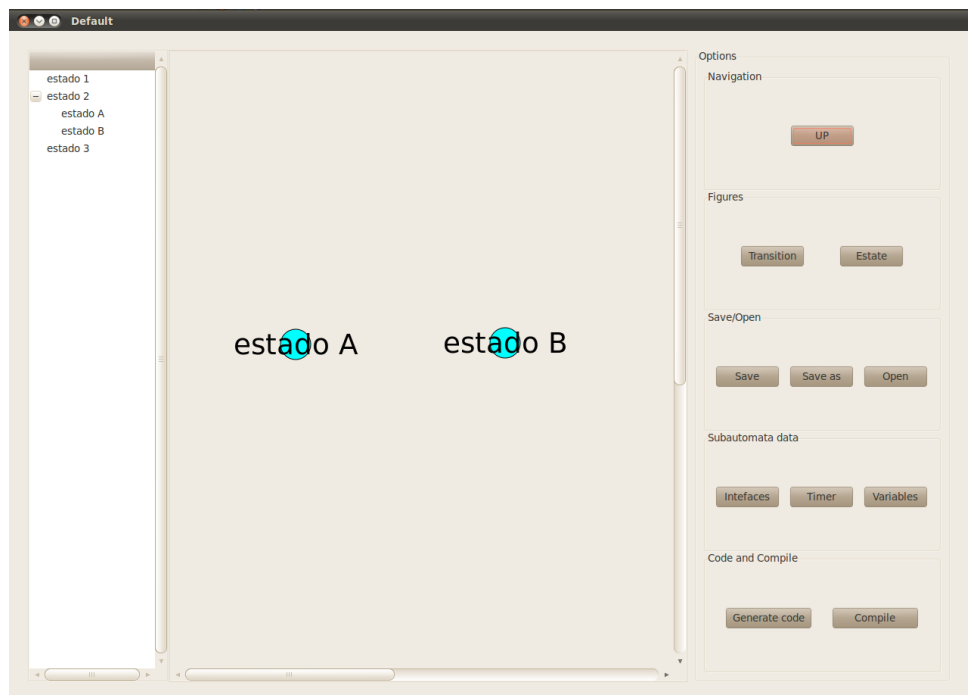 Default
estado 1
estado 2
estado A
estado B
estado 3
estado A
estado B
Options
Navigation
UP
Figures
Transition Estate
Save/Open
Save Save as Open
Subautomata data
Intefaces Timer Variables
Code and Compile
Generate code Compile